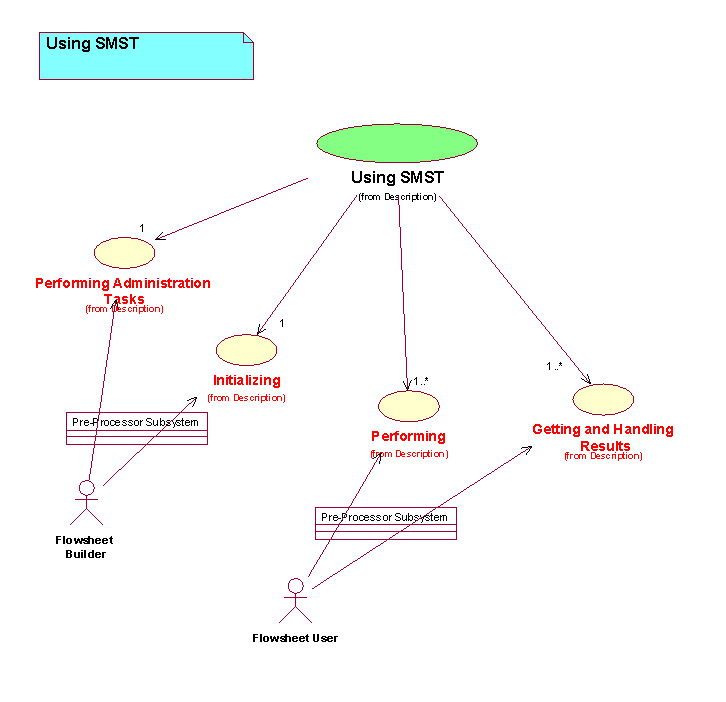 Using SMST
Using SMST
(from Description)
1
Performing Administration
Tasks
(from Description)
1
Initializing
(from Description)
1..*
Performing
(from Description)
1..*
Getting and Handling
Results
(from Description)
Pre-Processor Subsystem
Flowsheet
Builder
Pre-Processor Subsystem
Flowsheet User